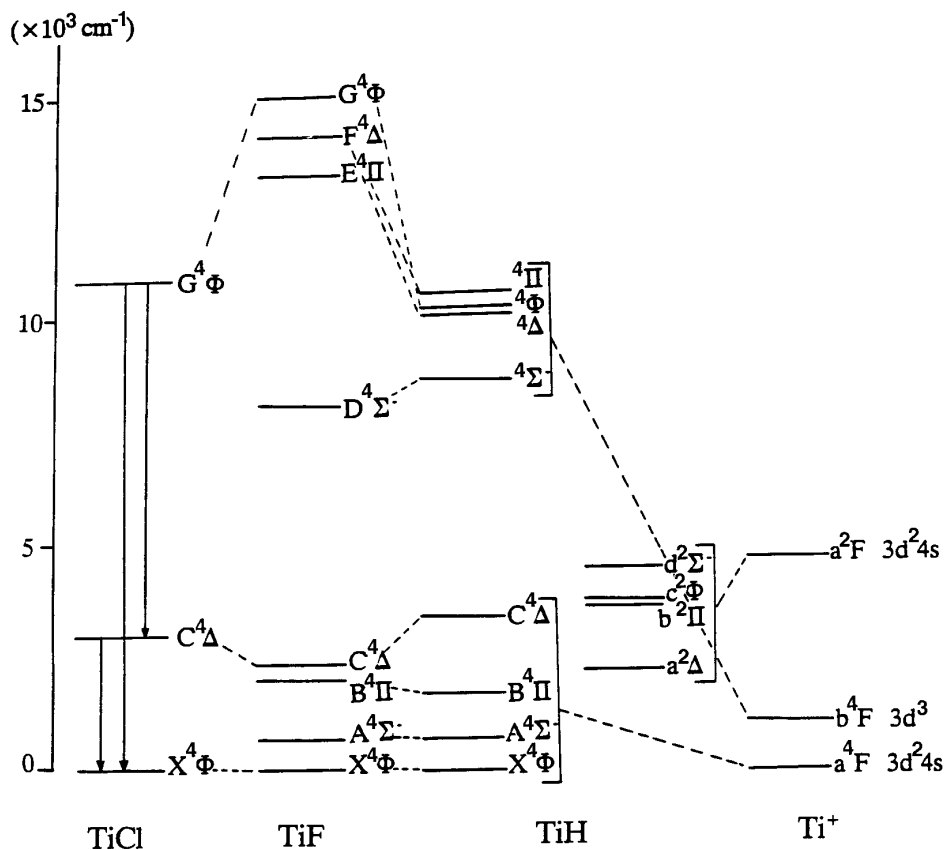 (×10³ cm⁻¹)
15
10
5
0
G⁴Φ
C⁴Δ
X⁴Φ
TiCl
G⁴Φ
F⁴Δ
E⁴Π
D⁴Σ⁻
C⁴Δ
B⁴Π
A⁴Σ⁻
X⁴Φ
TiF
⁴Π
⁴Φ
⁴Δ
⁴Σ⁻
C⁴Δ
B⁴Π
A⁴Σ⁻
X⁴Φ
d²Σ⁻
c²Φ
b²Π
a²Δ
TiH
a²F 3d²4s
b⁴F 3d³
a⁴F 3d²4s
Ti⁺